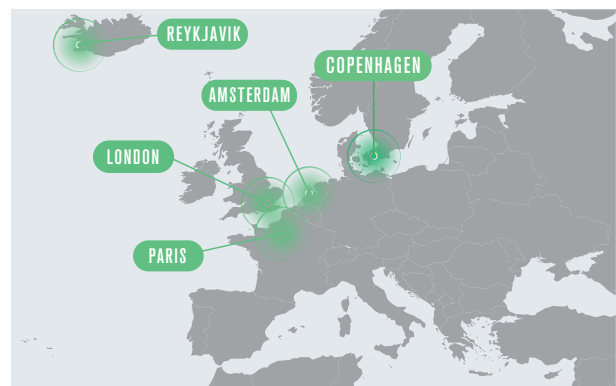 REYKJAVIK
COPENHAGEN
AMSTERDAM
LONDON
PARIS